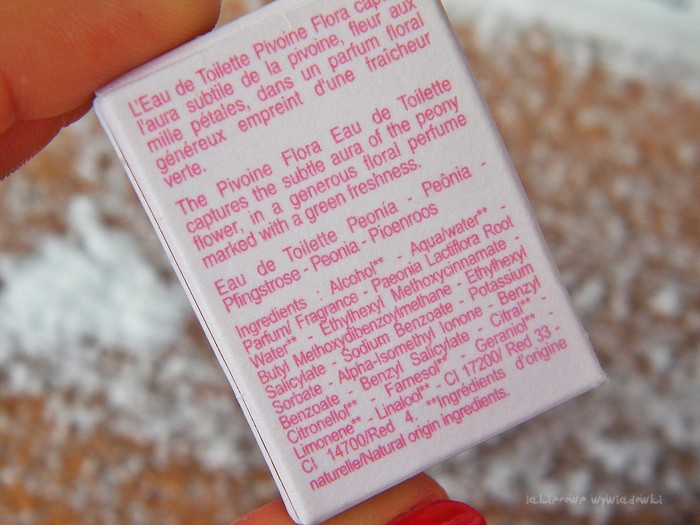 L'Eau de Toilette Pivoine Flora
l'aura subtile de la pivoine, fleur aux
mille pétales, dans un parfum floral
généreux empreint d'une fraîcheur
verte.
The Pivoine Flora Eau de Toilette
captures the subtle aura of the peony
flower, in a generous floral perfume
marked with a green freshness.
Eau de Toilette Peonía - Peônia -
Pfingstrose - Peonia - Pioenroos
Ingredients : Alcohol** - Aqua/water** -
Parfum/ Fragrance - Paeonia Lactiflora Root
Water** - Ethylhexyl Methoxycinnamate -
Butyl Methoxydibenzoylmethane - Ethylhexyl
Salicylate - Sodium Benzoate - Potassium
Sorbate - Alpha-Isomethyl Ionone - Benzyl
Benzoate - Benzyl Salicylate - Citral** -
Citronellol** - Farnesol** - Geraniol** -
Limonene** - Linalool** - CI 17200/ Red 33 -
CI 14700/Red 4. **Ingrédients d'origine
naturelle/Natural origin ingredients.
lakierowe wywiadowki